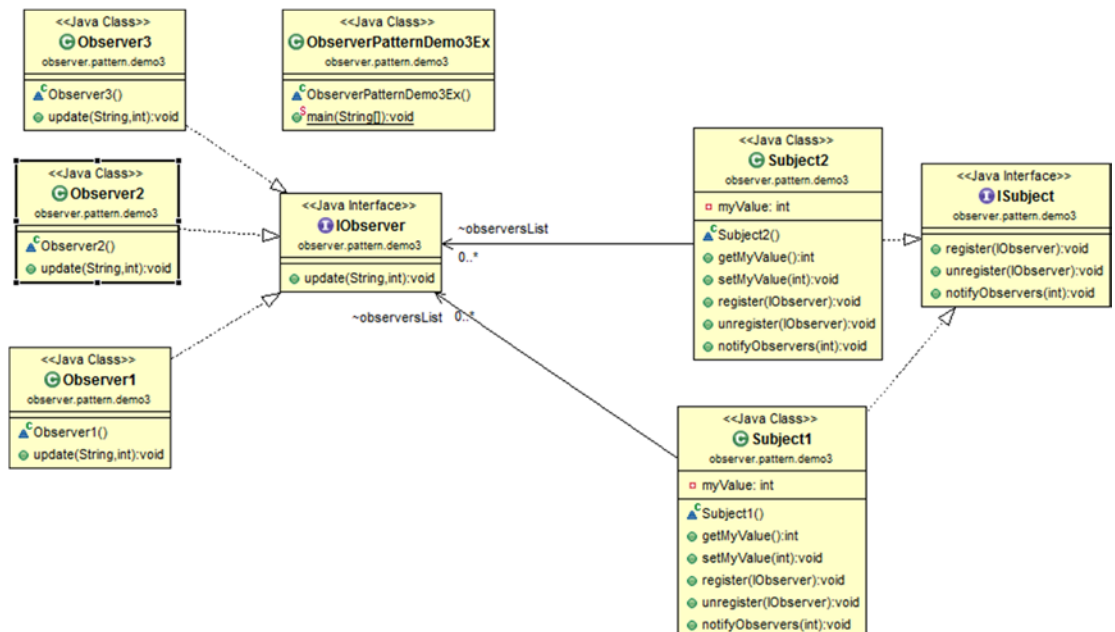 <<Java Class>>
Observer3
observer.pattern.demo3
Observer3()
update(String,int):void
<<Java Class>>
ObserverPatternDemo3Ex
observer.pattern.demo3
ObserverPatternDemo3Ex()
main(String[]):void
<<Java Class>>
Observer2
observer.pattern.demo3
Observer2()
update(String,int):void
<<Java Interface>>
IObserver
observer.pattern.demo3
update(String,int):void
<<Java Class>>
Observer1
observer.pattern.demo3
Observer1()
update(String,int):void
~observersList
0..*
~observersList
0..*
<<Java Class>>
Subject2
observer.pattern.demo3
myValue: int
Subject2()
getMyValue():int
setMyValue(int):void
register(IObserver):void
unregister(IObserver):void
notifyObservers(int):void
<<Java Interface>>
ISubject
observer.pattern.demo3
register(IObserver):void
unregister(IObserver):void
notifyObservers(int):void
<<Java Class>>
Subject1
observer.pattern.demo3
myValue: int
Subject1()
getMyValue():int
setMyValue(int):void
register(IObserver):void
unregister(IObserver):void
notifyObservers(int):void